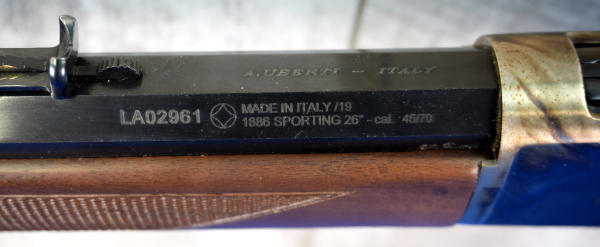 A. UBERTI - ITALY
LA02961 MADE IN ITALY /19
1886 SPORTING 26" - cal. 45/70